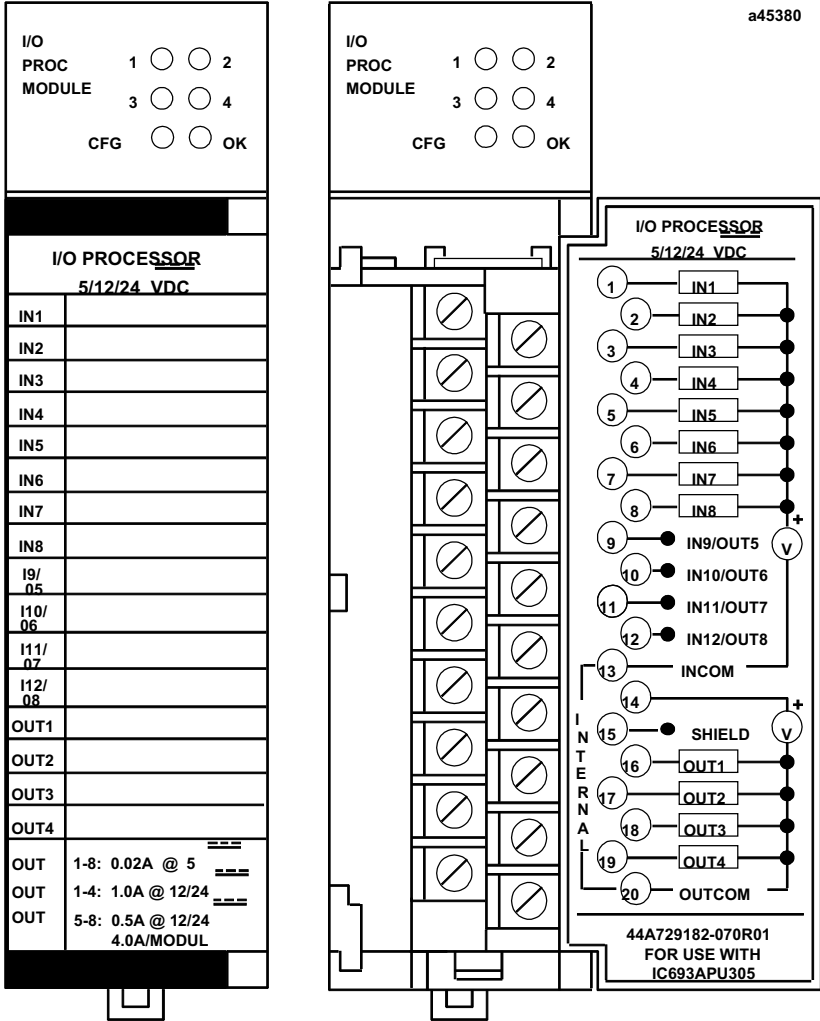 a45380
I/O
PROC
MODULE
1 2
3 4
CFG OK
I/O PROCESSOR
5/12/24 VDC
IN1
IN2
IN3
IN4
IN5
IN6
IN7
IN8
I9/
05
I10/
06
I11/
07
I12/
08
OUT1
OUT2
OUT3
OUT4
OUT 1-8: 0.02A @ 5
OUT 1-4: 1.0A @ 12/24
OUT 5-8: 0.5A @ 12/24
4.0A/MODUL
I/O
PROC
MODULE
1 2
3 4
CFG OK
I/O PROCESSOR
5/12/24 VDC
1 IN1
2 IN2
3 IN3
4 IN4
5 IN5
6 IN6
7 IN7
8 IN8
+
V
9 IN9/OUT5
10 IN10/OUT6
11 IN11/OUT7
12 IN12/OUT8
13 INCOM
14
+
V
15 SHIELD
16 OUT1
17 OUT2
18 OUT3
19 OUT4
20 OUTCOM
INTERNAL
44A729182-070R01
FOR USE WITH
IC693APU305